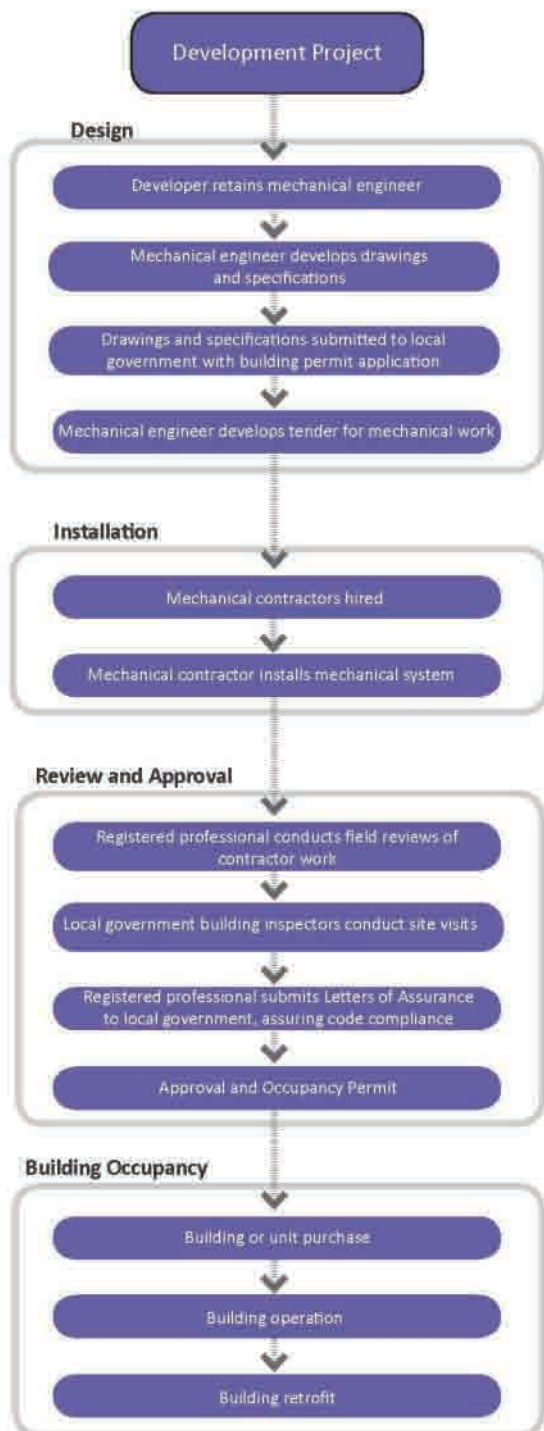 Development Project
Design
Developer retains mechanical engineer
Mechanical engineer develops drawings
and specifications
Drawings and specifications submitted to local
government with building permit application
Mechanical engineer develops tender for mechanical work
Installation
Mechanical contractors hired
Mechanical contractor installs mechanical system
Review and Approval
Registered professional conducts field reviews of
contractor work
Local government building inspectors conduct site visits
Registered professional submits Letters of Assurance
to local government, assuring code compliance
Approval and Occupancy Permit
Building Occupancy
Building or unit purchase
Building operation
Building retrofit